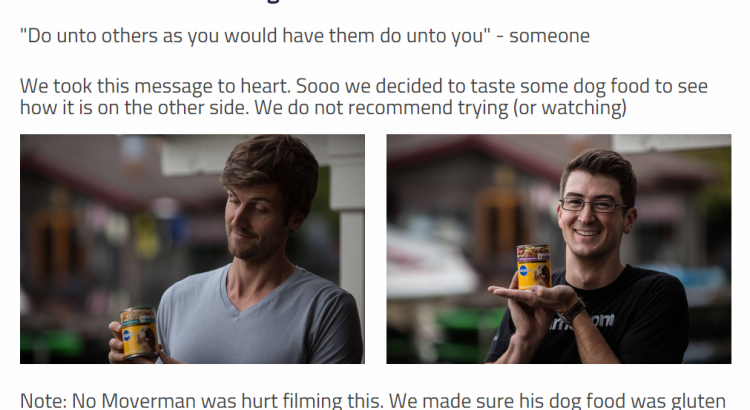 "Do unto others as you would have them do unto you" - someone
We took this message to heart. Sooo we decided to taste some dog food to see
how it is on the other side. We do not recommend trying (or watching)
Note: No Moverman was hurt filming this. We made sure his dog food was gluten